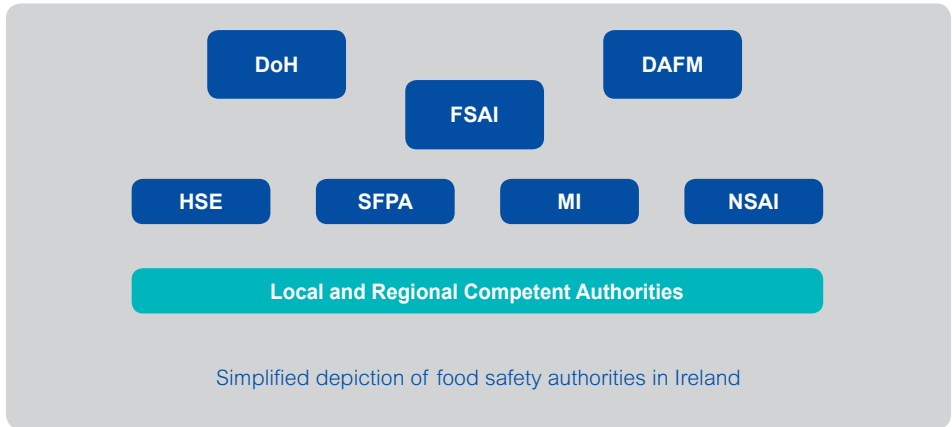 DoH
DAFM
FSAI
HSE
SFPA
MI
NSAI
Local and Regional Competent Authorities
Simplified depiction of food safety authorities in Ireland